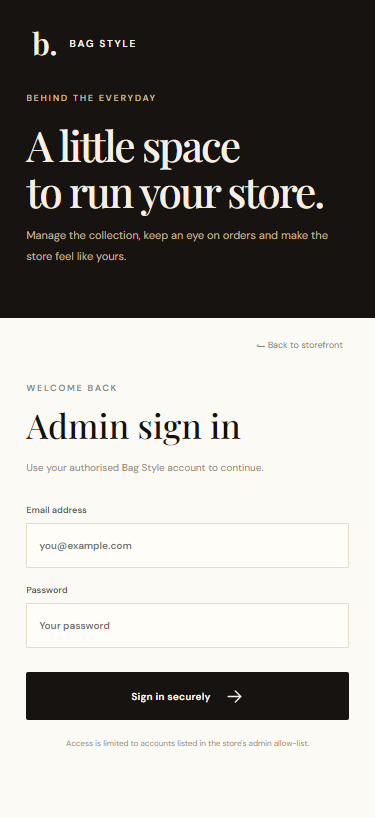 b. BAG STYLE
BEHIND THE EVERYDAY
A little space
to run your store.
Manage the collection, keep an eye on orders and make the
store feel like yours.
← Back to storefront
WELCOME BACK
Admin sign in
Use your authorised Bag Style account to continue.
Email address
you@example.com
Password
Your password
Sign in securely →
Access is limited to accounts listed in the store's admin allow-list.